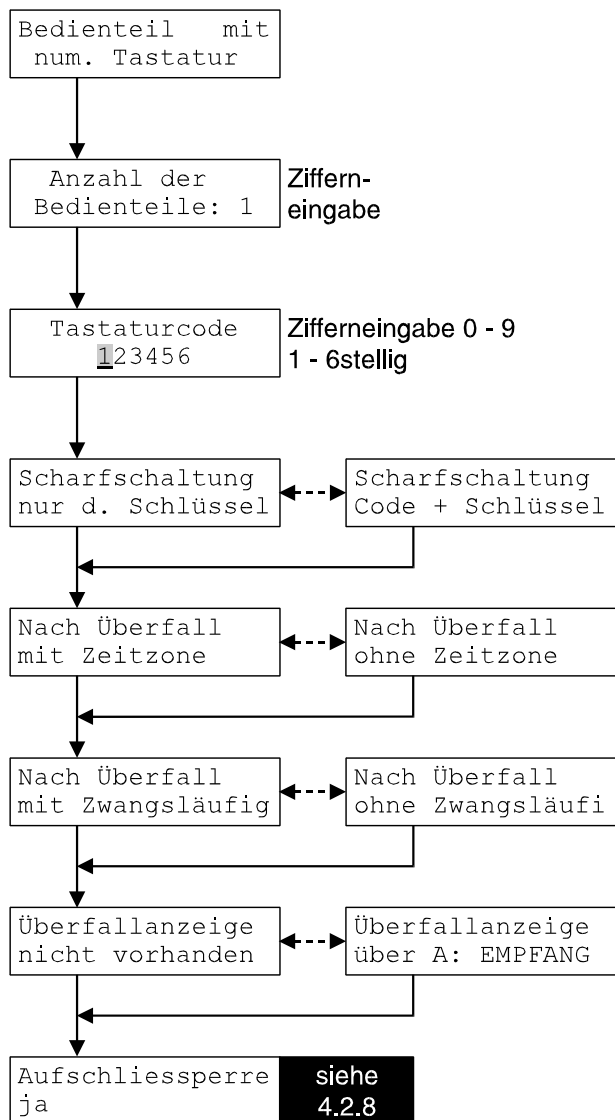 Bedienteil mit
num. Tastatur
Anzahl der
Bedienteile: 1
Ziffern-
eingabe
Tastaturcode
123456
Zifferneingabe 0 - 9
1 - 6stellig
Scharfschaltung
nur d. Schlüssel
Scharfschaltung
Code + Schlüssel
Nach Überfall
mit Zeitzone
Nach Überfall
ohne Zeitzone
Nach Überfall
mit Zwangsläufig
Nach Überfall
ohne Zwangsläufi
Überfallanzeige
nicht vorhanden
Überfallanzeige
über A: EMPFANG
Aufschliessperre
ja
siehe
4.2.8